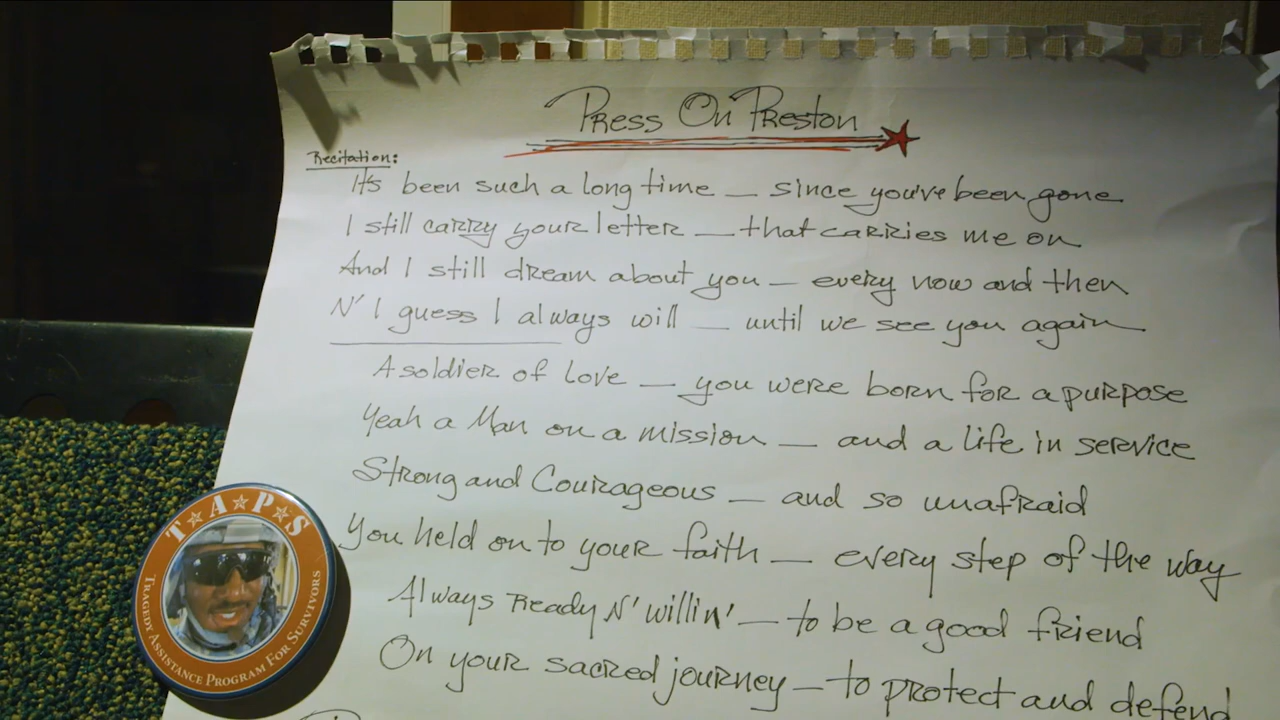 Press On Preston
Recitation:
It's been such a long time — since you've been gone
I still carry your letter — that carries me on
And I still dream about you — every now and then
N' I guess I always will — until we see you again
A soldier of love — you were born for a purpose
Yeah a Man on a mission — and a life in service
Strong and Courageous — and so unafraid
You held on to your faith — every step of the way
Always Ready N' willin' — to be a good friend
On your sacred journey — to protect and defend
T★A★P★S
TRAGEDY ASSISTANCE PROGRAM FOR SURVIVORS